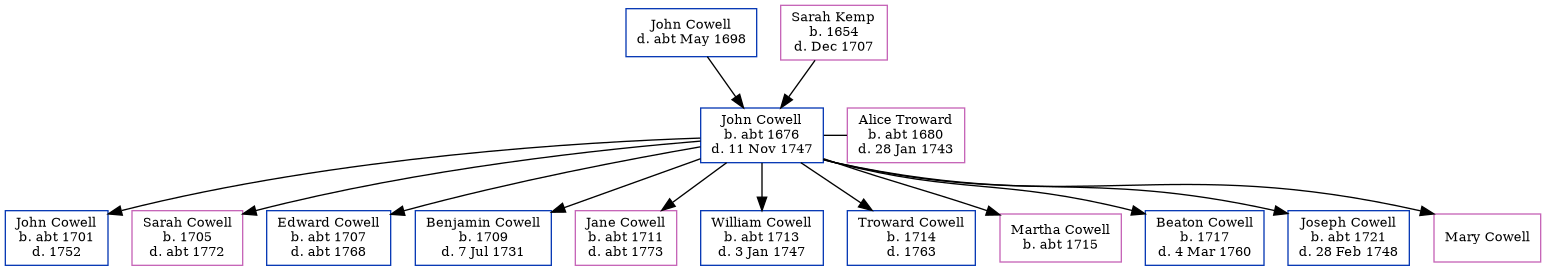 John Cowell
d. abt May 1698
Sarah Kemp
b. 1654
d. Dec 1707
John Cowell
b. abt 1676
d. 11 Nov 1747
Alice Troward
b. abt 1680
d. 28 Jan 1743
John Cowell
b. abt 1701
d. 1752
Sarah Cowell
b. 1705
d. abt 1772
Edward Cowell
b. abt 1707
d. abt 1768
Benjamin Cowell
b. 1709
d. 7 Jul 1731
Jane Cowell
b. abt 1711
d. abt 1773
William Cowell
b. abt 1713
d. 3 Jan 1747
Troward Cowell
b. 1714
d. 1763
Martha Cowell
b. abt 1715
Beaton Cowell
b. 1717
d. 4 Mar 1760
Joseph Cowell
b. abt 1721
d. 28 Feb 1748
Mary Cowell